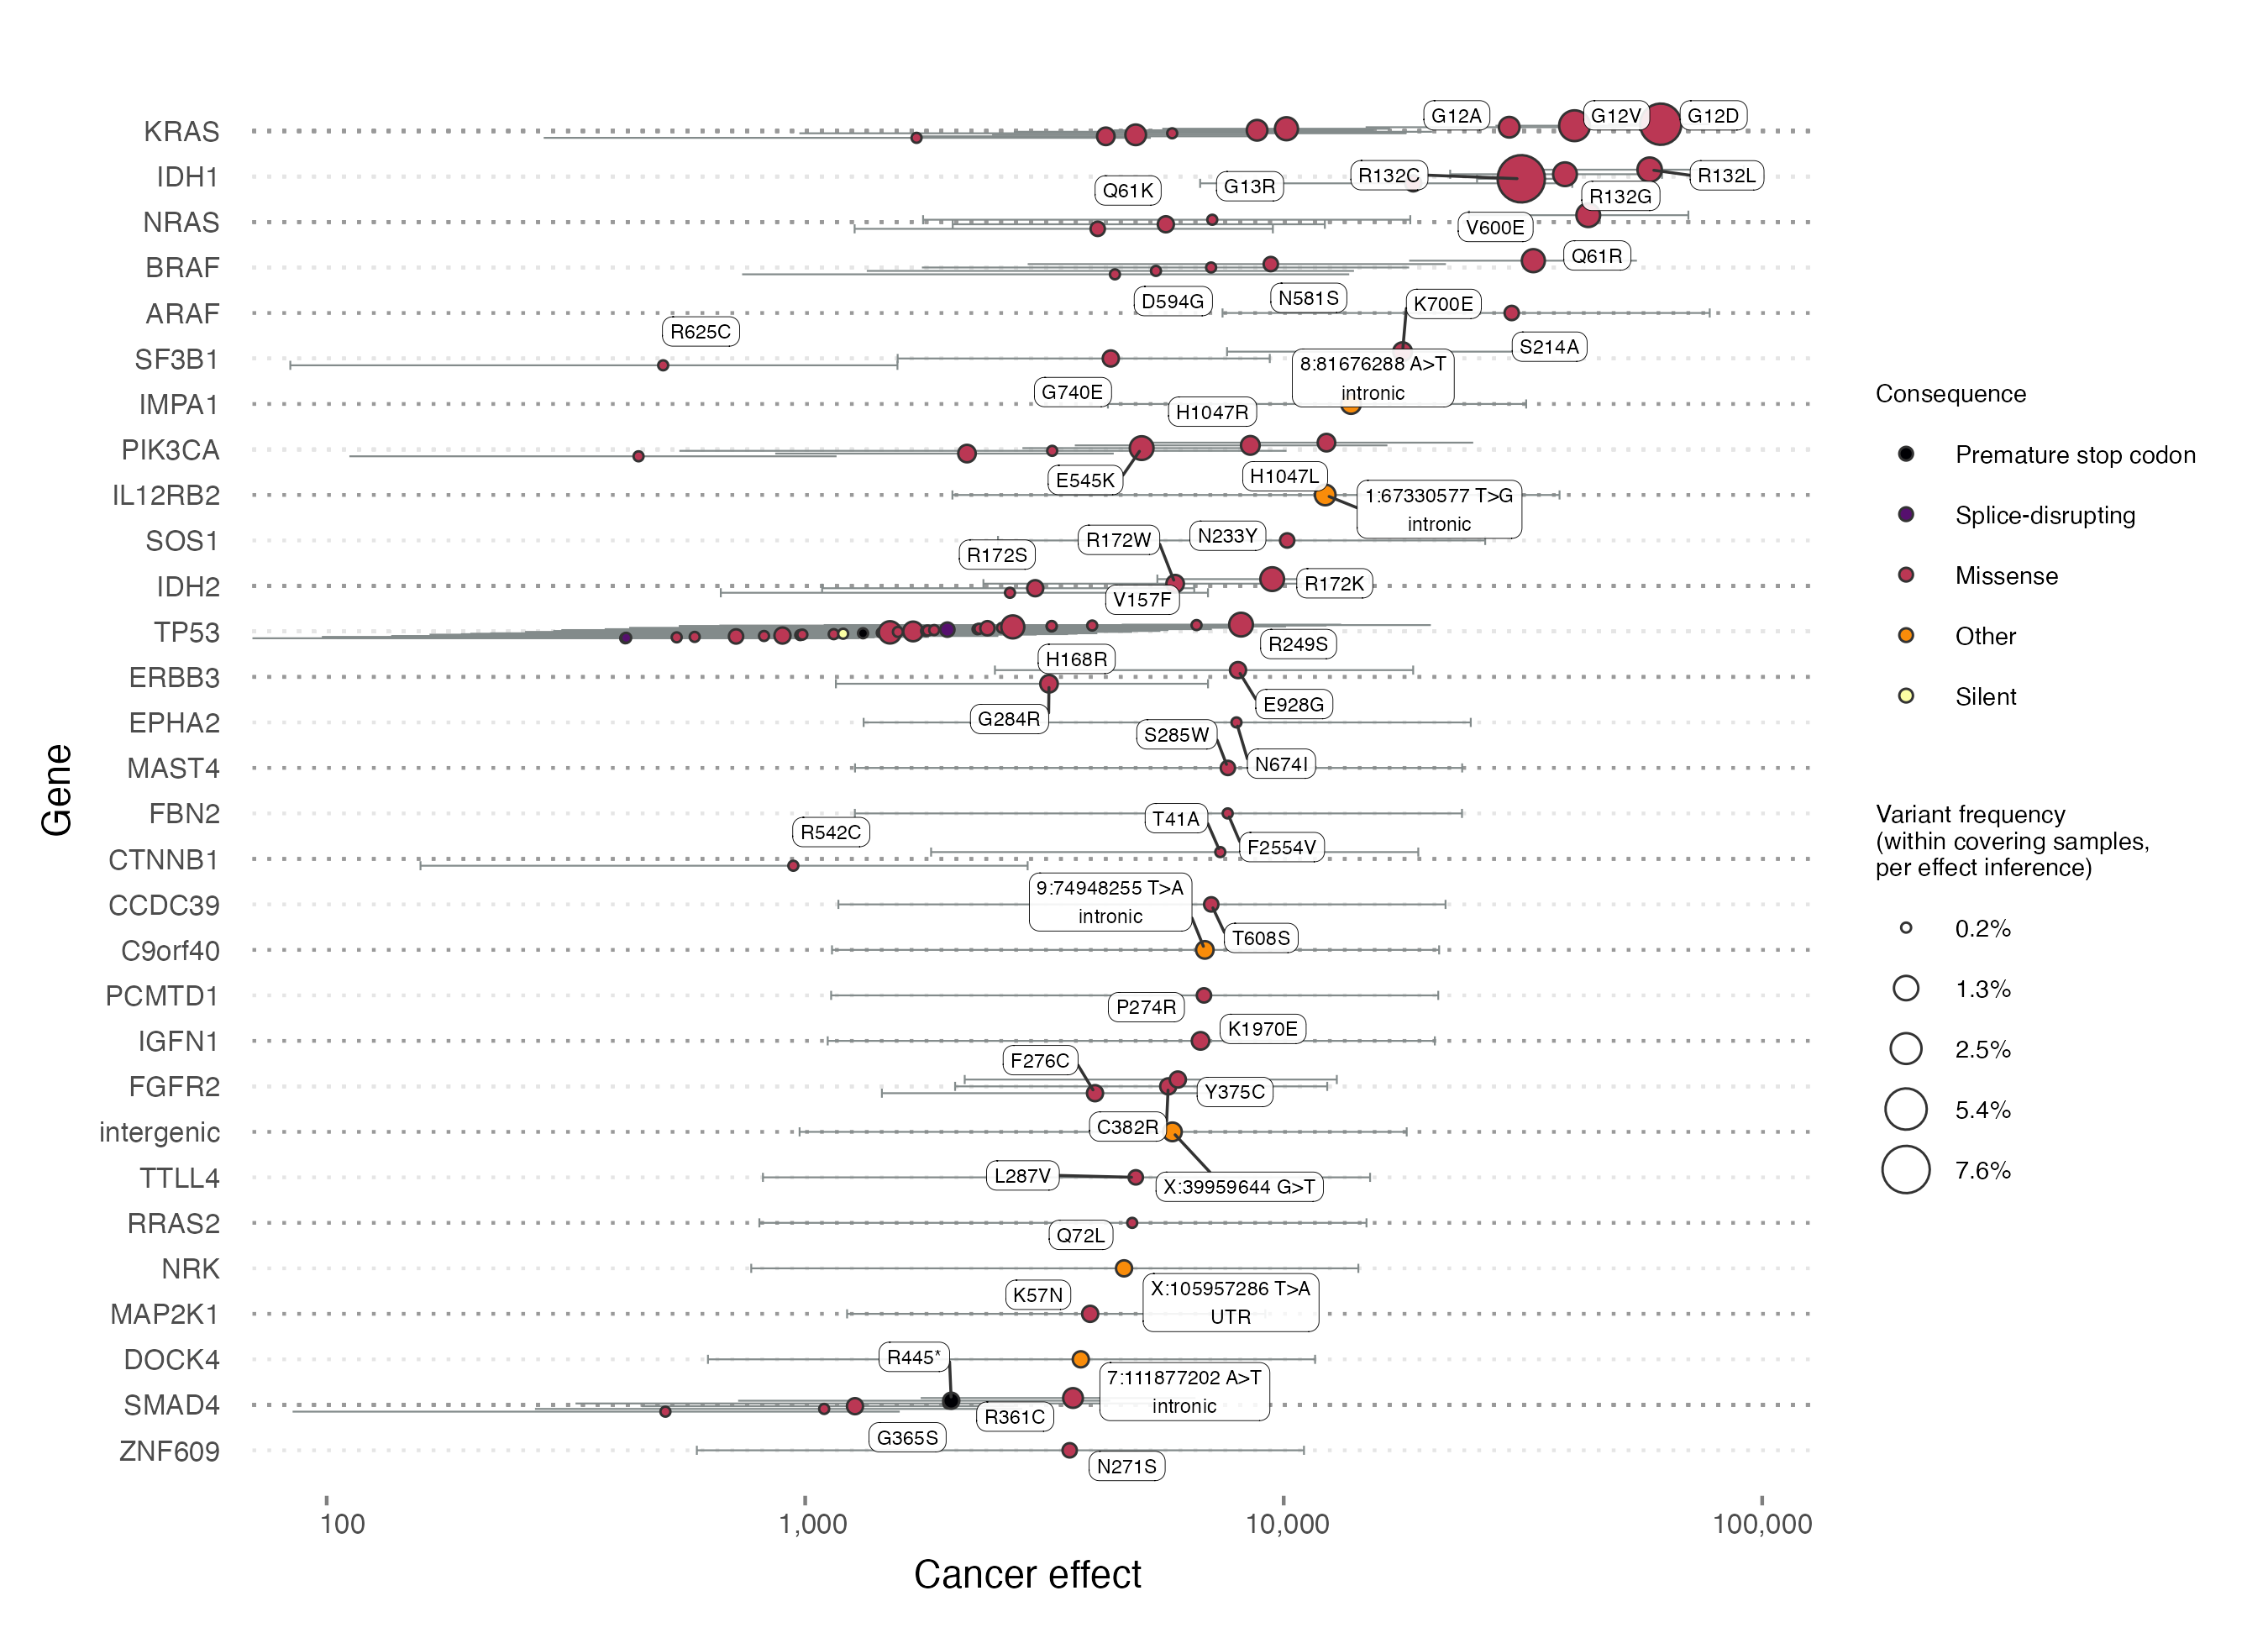 KRAS
G12A
G12V
G12D
IDH1
R132C
R132L
Q61K
G13R
R132G
NRAS
V600E
BRAF
Q61R
D594G
N581S
K700E
ARAF
R625C
S214A
SF3B1
8:81676288 A>T
intronic
G740E
IMPA1
H1047R
PIK3CA
E545K
H1047L
IL12RB2
1:67330577 T>G
intronic
SOS1
R172S
R172W
N233Y
IDH2
V157F
R172K
TP53
R249S
H168R
ERBB3
E928G
G284R
EPHA2
S285W
MAST4
N674I
FBN2
T41A
R542C
F2554V
CTNNB1
9:74948255 T>A
intronic
CCDC39
T608S
C9orf40
PCMTD1
P274R
IGFN1
K1970E
F276C
FGFR2
Y375C
intergenic
C382R
TTLL4
L287V
X:39959644 G>T
RRAS2
Q72L
NRK
X:105957286 T>A
UTR
K57N
MAP2K1
DOCK4
R445*
7:111877202 A>T
intronic
SMAD4
R361C
G365S
ZNF609
N271S
Gene
100
1,000
10,000
100,000
Cancer effect
Consequence
Premature stop codon
Splice-disrupting
Missense
Other
Silent
Variant frequency
(within covering samples,
per effect inference)
0.2%
1.3%
2.5%
5.4%
7.6%